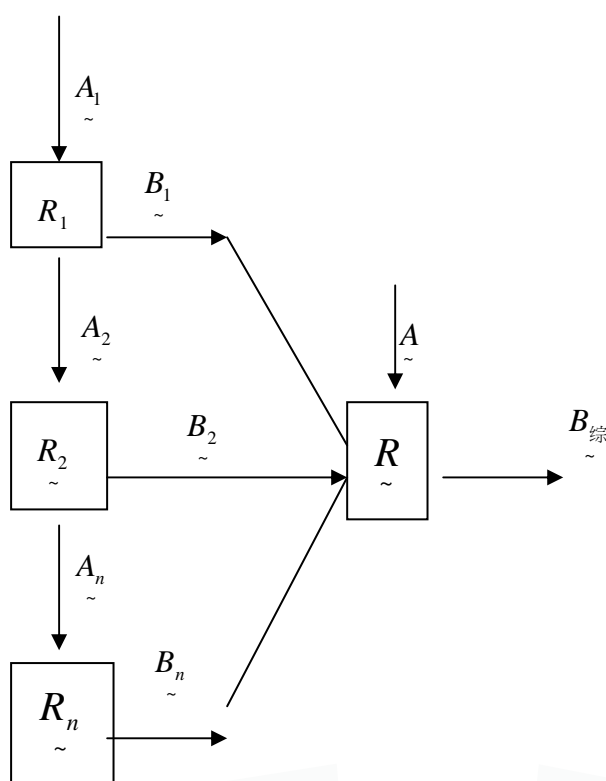 A₁
~
R₁
B₁
~
A₂
~
A
~
R₂
~
B₂
~
R
~
B综
~
Aₙ
~
Rₙ
~
Bₙ
~